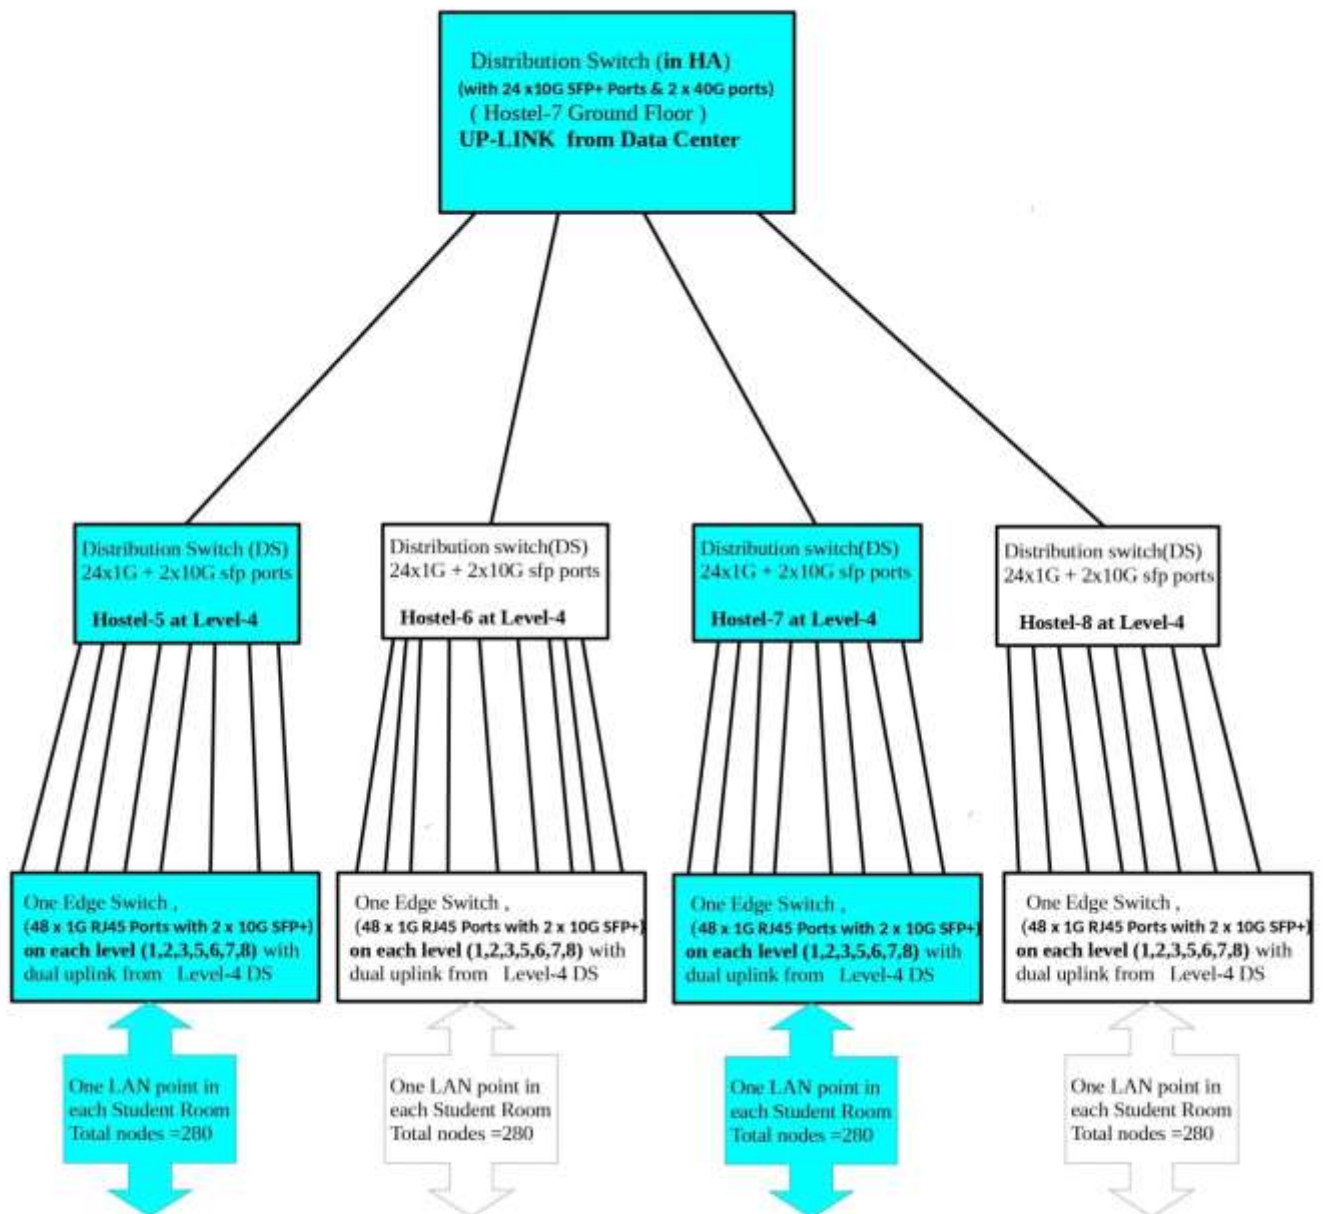 Distribution Switch (in HA)
(with 24 x10G SFP+ Ports & 2 x 40G ports)
( Hostel-7 Ground Floor )
UP-LINK from Data Center
Distribution Switch (DS)
24x1G + 2x10G sfp ports
Hostel-5 at Level-4
Distribution switch(DS)
24x1G + 2x10G sfp ports
Hostel-6 at Level-4
Distribution switch(DS)
24x1G + 2x10G sfp ports
Hostel-7 at Level-4
Distribution switch(DS)
24x1G + 2x10G sfp ports
Hostel-8 at Level-4
One Edge Switch ,
(48 x 1G RJ45 Ports with 2 x 10G SFP+)
on each level (1,2,3,5,6,7,8) with
dual uplink from Level-4 DS
One Edge Switch ,
(48 x 1G RJ45 Ports with 2 x 10G SFP+)
on each level (1,2,3,5,6,7,8) with
dual uplink from Level-4 DS
One Edge Switch ,
(48 x 1G RJ45 Ports with 2 x 10G SFP+)
on each level (1,2,3,5,6,7,8) with
dual uplink from Level-4 DS
One Edge Switch ,
(48 x 1G RJ45 Ports with 2 x 10G SFP+)
on each level (1,2,3,5,6,7,8) with
dual uplink from Level-4 DS
One LAN point in
each Student Room
Total nodes =280
One LAN point in
each Student Room
Total nodes =280
One LAN point in
each Student Room
Total nodes =280
One LAN point in
each Student Room
Total nodes =280